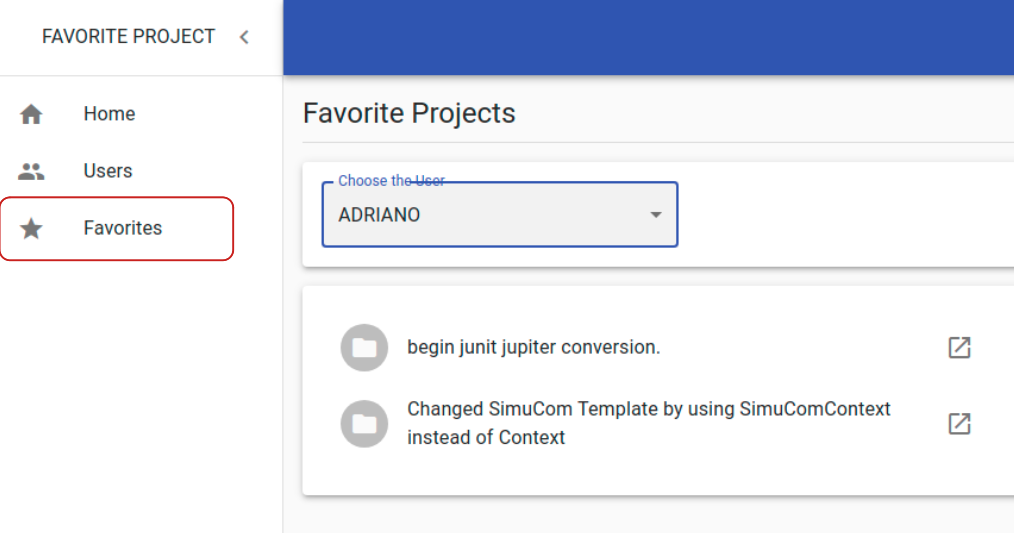 FAVORITE PROJECT
Home
Users
Favorites
Favorite Projects
Choose the User
ADRIANO
begin junit jupiter conversion.
Changed SimuCom Template by using SimuComContext
instead of Context